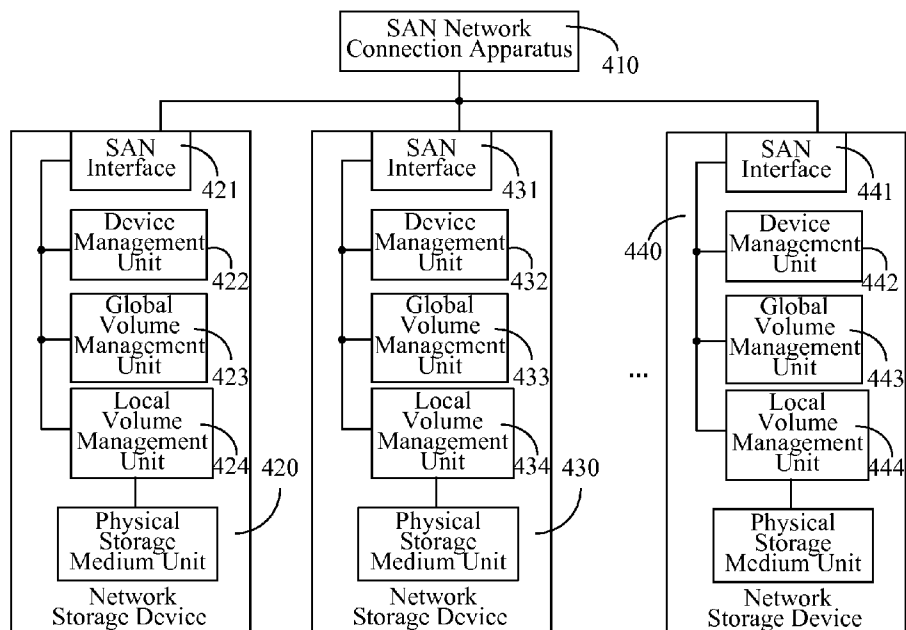 SAN Network
Connection Apparatus
410
SAN
Interface
421
Device
Management
Unit
422
Global
Volume
Management
Unit
423
Local
Volume
Management
Unit
424
420
Physical
Storage
Medium Unit
Network
Storage Device
SAN
Interface
431
Device
Management
Unit
432
Global
Volume
Management
Unit
433
Local
Volume
Management
Unit
434
430
Physical
Storage
Medium Unit
Network
Storage Device
...
SAN
Interface
441
440
Device
Management
Unit
442
Global
Volume
Management
Unit
443
Local
Volume
Management
Unit
444
Physical
Storage
Medium Unit
Network
Storage Device